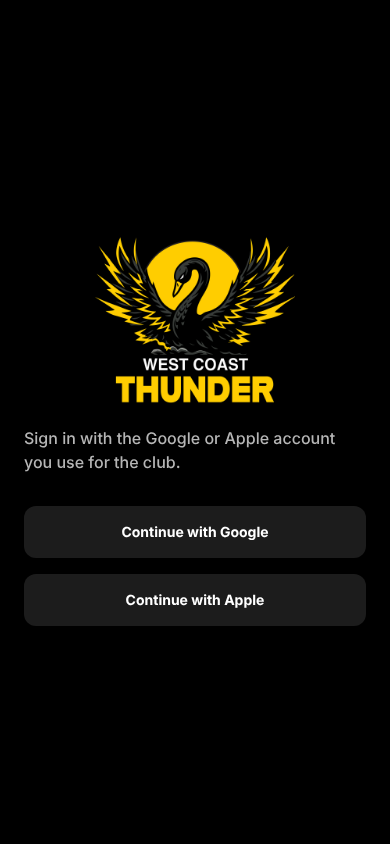 WEST COAST
THUNDER
Sign in with the Google or Apple account
you use for the club.
Continue with Google
Continue with Apple